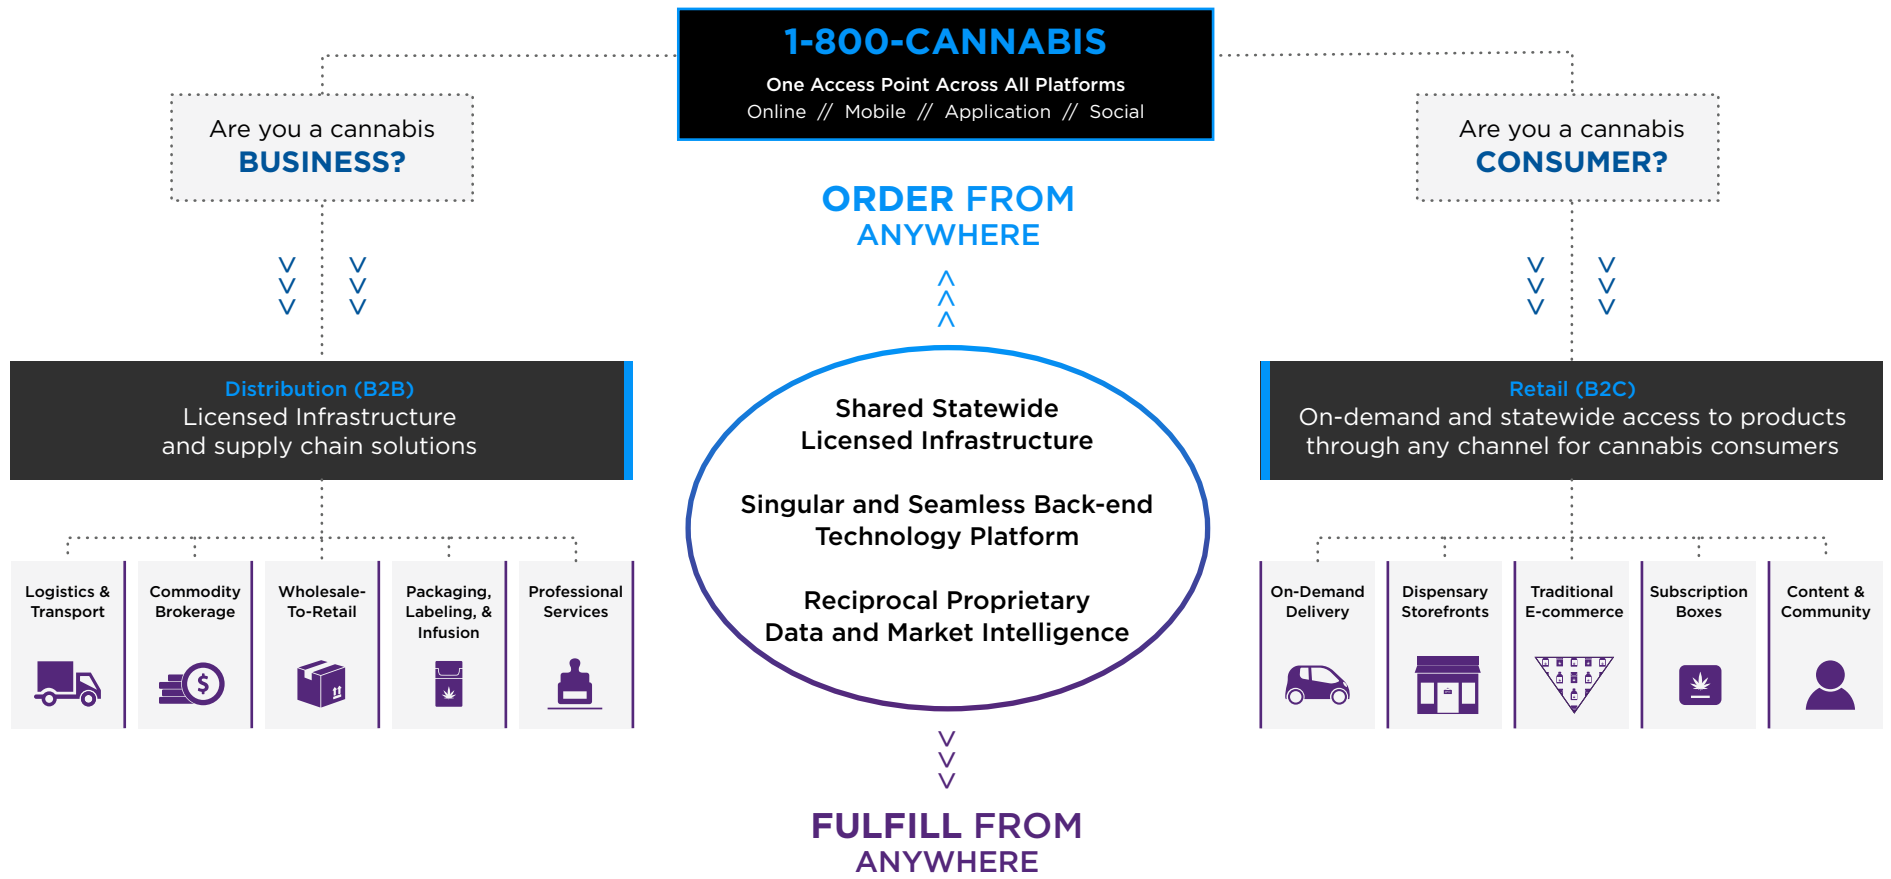 1-800-CANNABIS
One Access Point Across All Platforms
Online // Mobile // Application // Social
Are you a cannabis
BUSINESS?
Are you a cannabis
CONSUMER?
ORDER FROM
ANYWHERE
Distribution (B2B)
Licensed Infrastructure
and supply chain solutions
Shared Statewide
Licensed Infrastructure
Singular and Seamless Back-end
Technology Platform
Reciprocal Proprietary
Data and Market Intelligence
Retail (B2C)
On-demand and statewide access to products
through any channel for cannabis consumers
Logistics &
Transport
Commodity
Brokerage
Wholesale-
To-Retail
Packaging,
Labeling, &
Infusion
Professional
Services
On-Demand
Delivery
Dispensary
Storefronts
Traditional
E-commerce
Subscription
Boxes
Content &
Community
$
FULFILL FROM
ANYWHERE